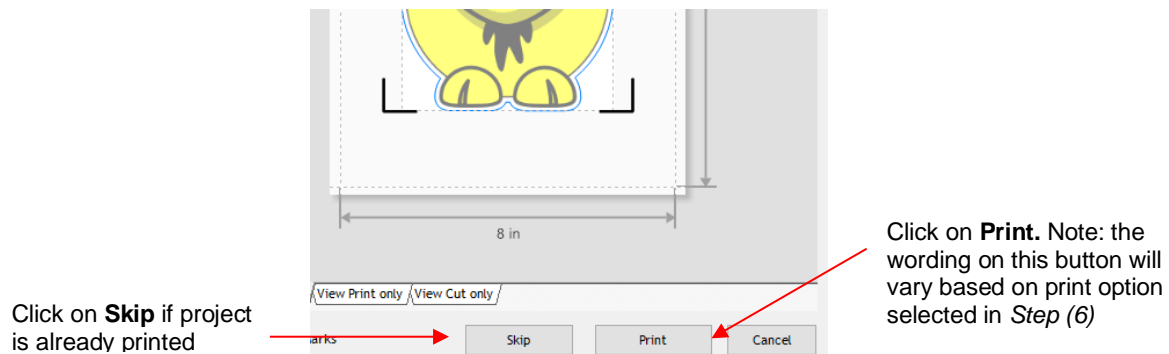 8 in
Click on Print. Note: the
wording on this button will
vary based on print option
selected in Step (6)
View Print only View Cut only
Click on Skip if project
is already printed
arks Skip Print Cancel